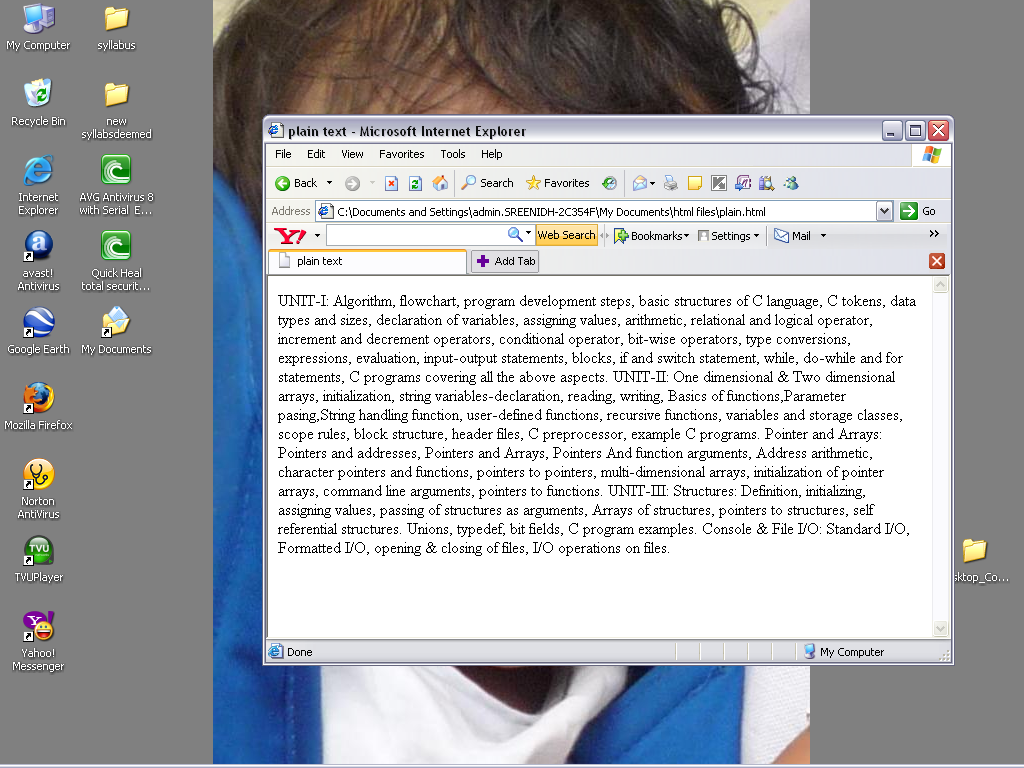 My Computer
syllabus
Recycle Bin
new
syllabsdeemed
Internet
Explorer
AVG Antivirus 8
with Serial E...
avast!
Antivirus
Quick Heal
total securit...
Google Earth
My Documents
Mozilla Firefox
Norton
AntiVirus
TVU
TVUPlayer
Yahoo!
Messenger
plain text - Microsoft Internet Explorer
File Edit View Favorites Tools Help
Back Search Favorites
Address C:\Documents and Settings\admin.SREENIDH-2C354F\My Documents\html files\plain.html Go
Y! Web Search Bookmarks Settings Mail »
plain text Add Tab
UNIT-I: Algorithm, flowchart, program development steps, basic structures of C language, C tokens, data
types and sizes, declaration of variables, assigning values, arithmetic, relational and logical operator,
increment and decrement operators, conditional operator, bit-wise operators, type conversions,
expressions, evaluation, input-output statements, blocks, if and switch statement, while, do-while and for
statements, C programs covering all the above aspects. UNIT-II: One dimensional & Two dimensional
arrays, initialization, string variables-declaration, reading, writing, Basics of functions,Parameter
pasing,String handling function, user-defined functions, recursive functions, variables and storage classes,
scope rules, block structure, header files, C preprocessor, example C programs. Pointer and Arrays:
Pointers and addresses, Pointers and Arrays, Pointers And function arguments, Address arithmetic,
character pointers and functions, pointers to pointers, multi-dimensional arrays, initialization of pointer
arrays, command line arguments, pointers to functions. UNIT-III: Structures: Definition, initializing,
assigning values, passing of structures as arguments, Arrays of structures, pointers to structures, self
referential structures. Unions, typedef, bit fields, C program examples. Console & File I/O: Standard I/O,
Formatted I/O, opening & closing of files, I/O operations on files.
Done My Computer
sktop_Co...